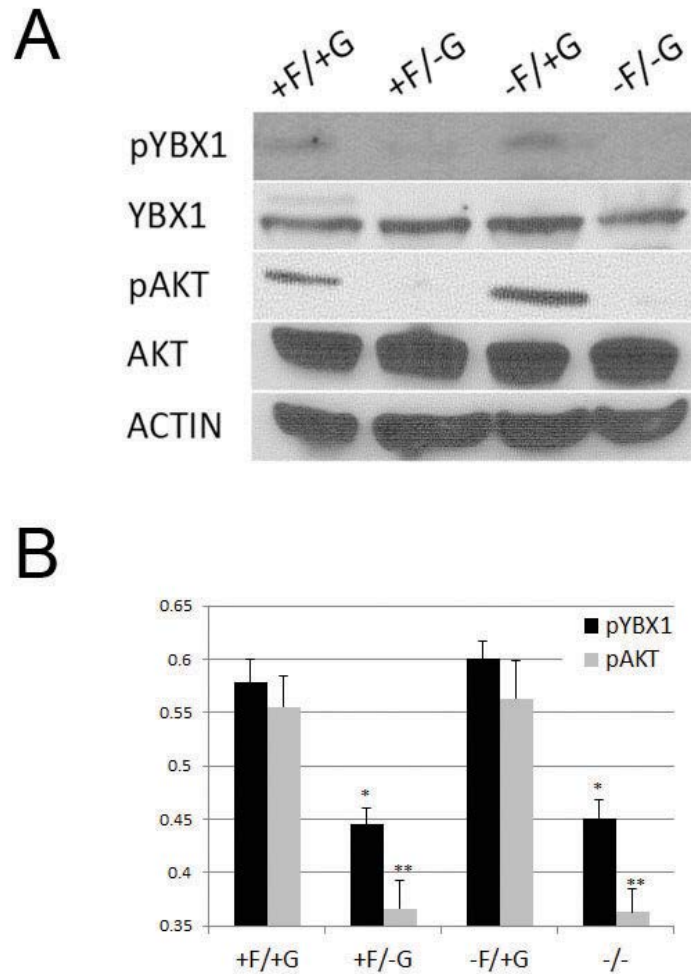 A
+F/+G +F/-G -F/+G -F/-G
pYBX1
YBX1
pAKT
AKT
ACTIN
B
0.65
0.6
0.55
0.5
0.45
0.4
0.35
pYBX1
pAKT
*
**
*
**
+F/+G +F/-G -F/+G -/-